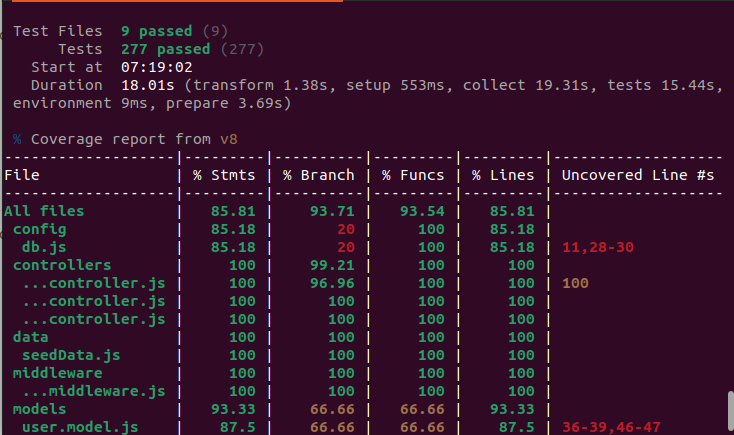 Test Files  9 passed (9)
     Tests  277 passed (277)
  Start at  07:19:02
  Duration  18.01s (transform 1.38s, setup 553ms, collect 19.31s, tests 15.44s,
environment 9ms, prepare 3.69s)
% Coverage report from v8
-------------------|---------|----------|---------|---------|-------------------
File               | % Stmts | % Branch | % Funcs | % Lines | Uncovered Line #s
-------------------|---------|----------|---------|---------|-------------------
All files          |   85.81 |    93.71 |   93.54 |   85.81 |
 config            |   85.18 |       20 |     100 |   85.18 |
  db.js            |   85.18 |       20 |     100 |   85.18 | 11,28-30
 controllers       |     100 |    99.21 |     100 |     100 |
  ...controller.js |     100 |    96.96 |     100 |     100 | 100
  ...controller.js |     100 |      100 |     100 |     100 |
  ...controller.js |     100 |      100 |     100 |     100 |
 data              |     100 |      100 |     100 |     100 |
  seedData.js      |     100 |      100 |     100 |     100 |
 middleware        |     100 |      100 |     100 |     100 |
  ...middleware.js |     100 |      100 |     100 |     100 |
 models            |   93.33 |    66.66 |   66.66 |   93.33 |
  user.model.js    |    87.5 |    66.66 |   66.66 |    87.5 | 36-39,46-47